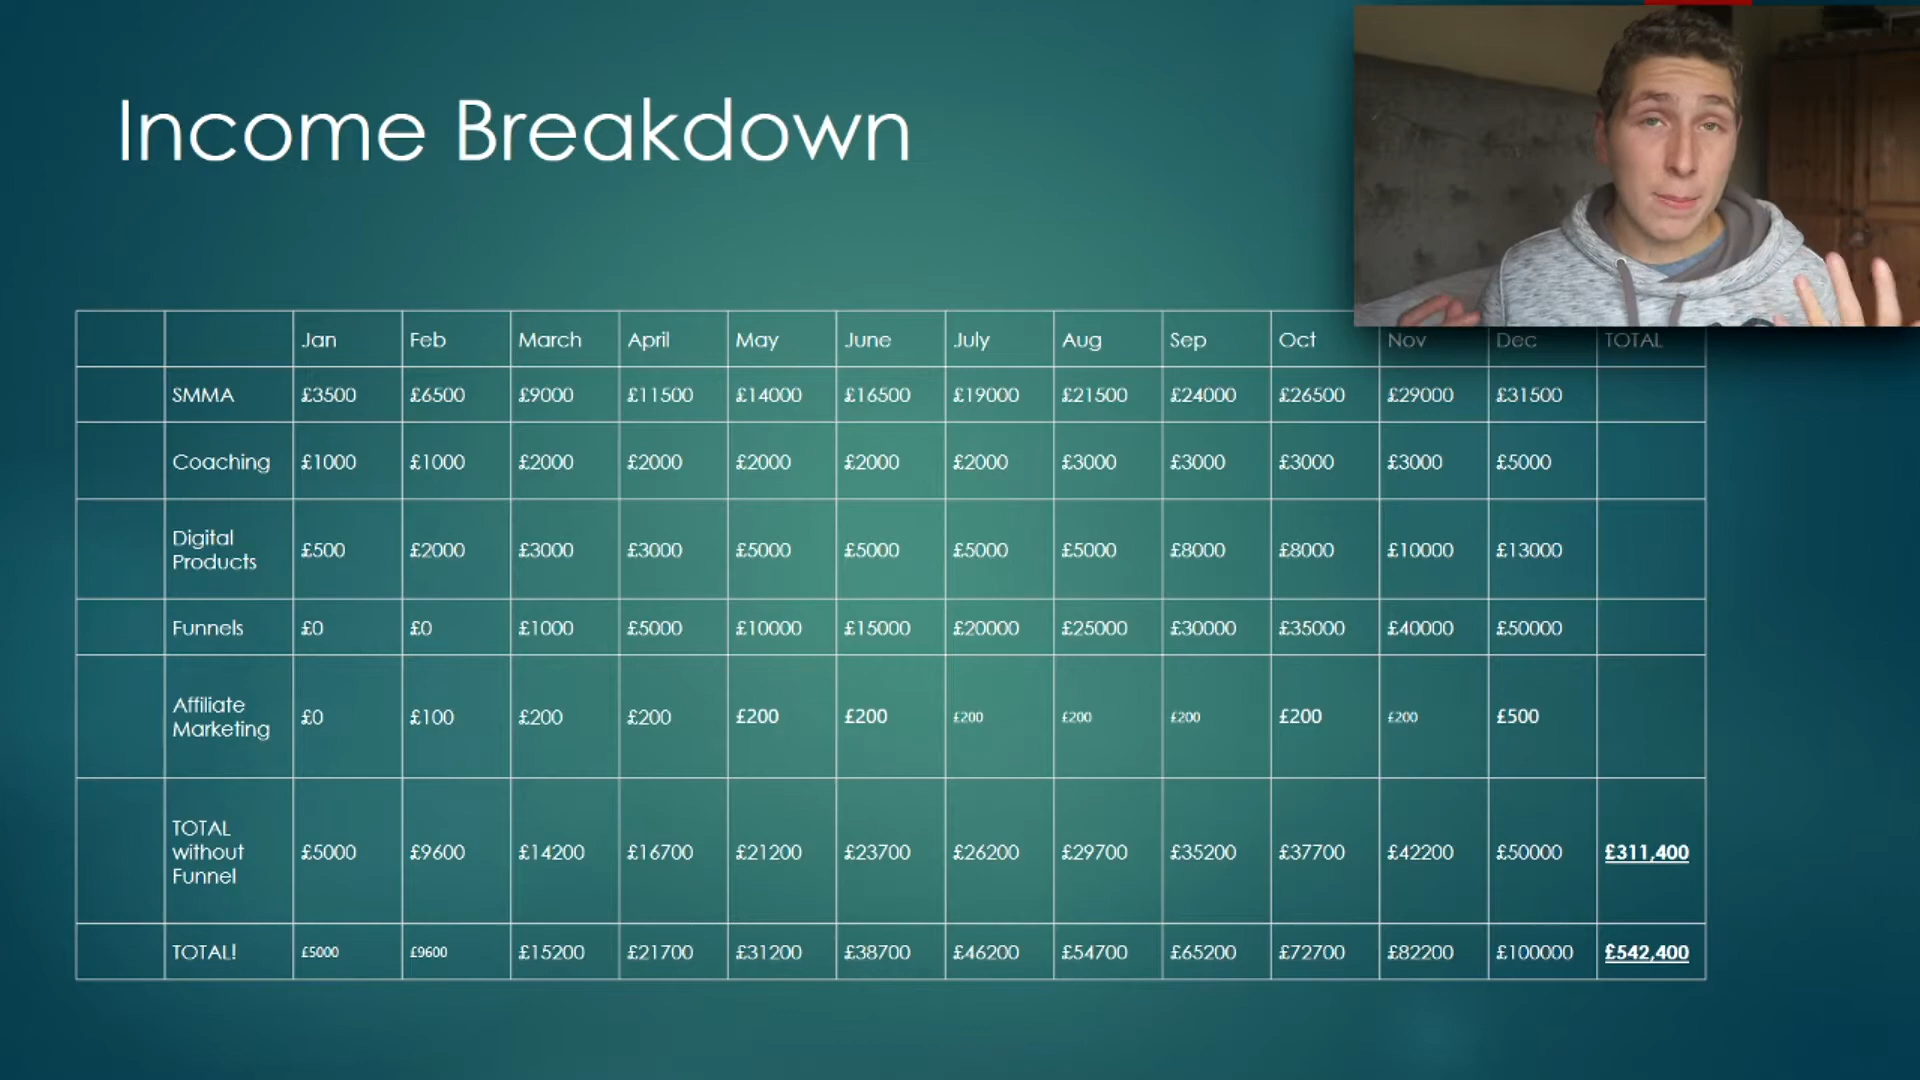 Income Breakdown
Jan Feb March April May June July Aug Sep Oct Nov Dec TOTAL
SMMA £3500 £6500 £9000 £11500 £14000 £16500 £19000 £21500 £24000 £26500 £29000 £31500
Coaching £1000 £1000 £2000 £2000 £2000 £2000 £2000 £3000 £3000 £3000 £3000 £5000
Digital
Products £500 £2000 £3000 £3000 £5000 £5000 £5000 £5000 £8000 £8000 £10000 £13000
Funnels £0 £0 £1000 £5000 £10000 £15000 £20000 £25000 £30000 £35000 £40000 £50000
Affiliate
Marketing £0 £100 £200 £200 £200 £200 £200 £200 £200 £200 £200 £500
TOTAL
without
Funnel £5000 £9600 £14200 £16700 £21200 £23700 £26200 £29700 £35200 £37700 £42200 £50000 £311,400
TOTAL! £5000 £9600 £15200 £21700 £31200 £38700 £46200 £54700 £65200 £72700 £82200 £100000 £542,400